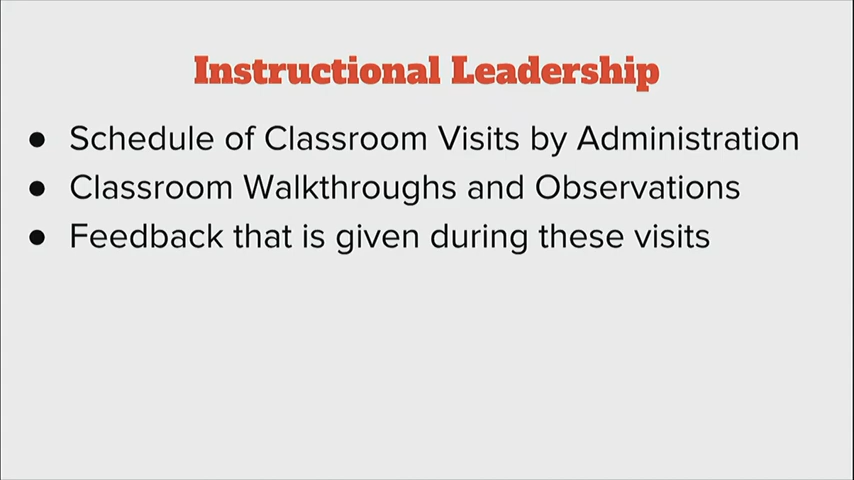 Instructional Leadership
● Schedule of Classroom Visits by Administration
● Classroom Walkthroughs and Observations
● Feedback that is given during these visits